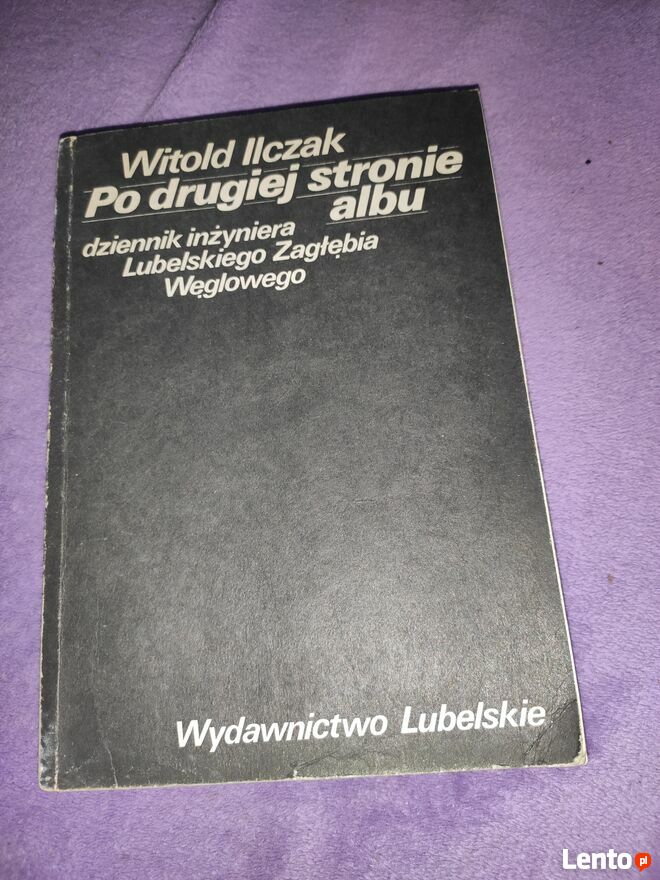 Witold Ilczak
Po drugiej stronie
albu
dziennik inżyniera
Lubelskiego Zagłębia
Węglowego
Wydawnictwo Lubelskie
Lento.pl